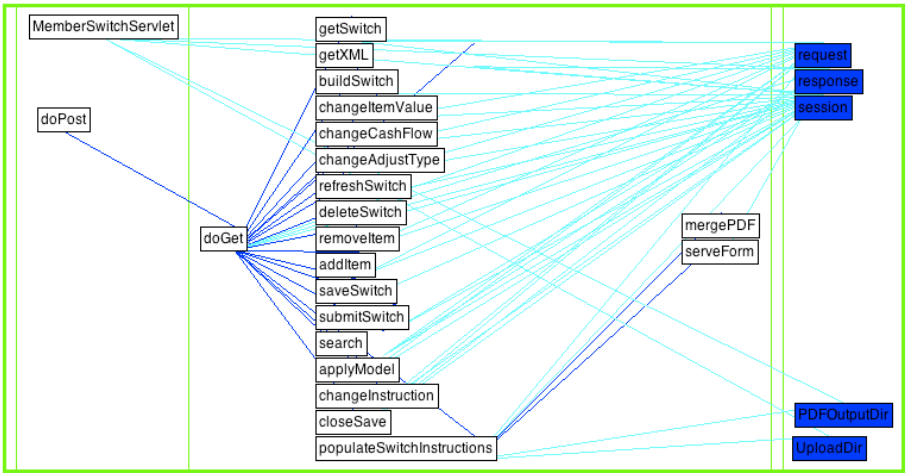 MemberSwitchServlet
doPost
doGet
getSwitch
getXML
buildSwitch
changeItemValue
changeCashFlow
changeAdjustType
refreshSwitch
deleteSwitch
removeItem
addItem
saveSwitch
submitSwitch
search
applyModel
changeInstruction
closeSave
populateSwitchInstructions
mergePDF
serveForm
request
response
session
PDFOutputDir
UploadDir